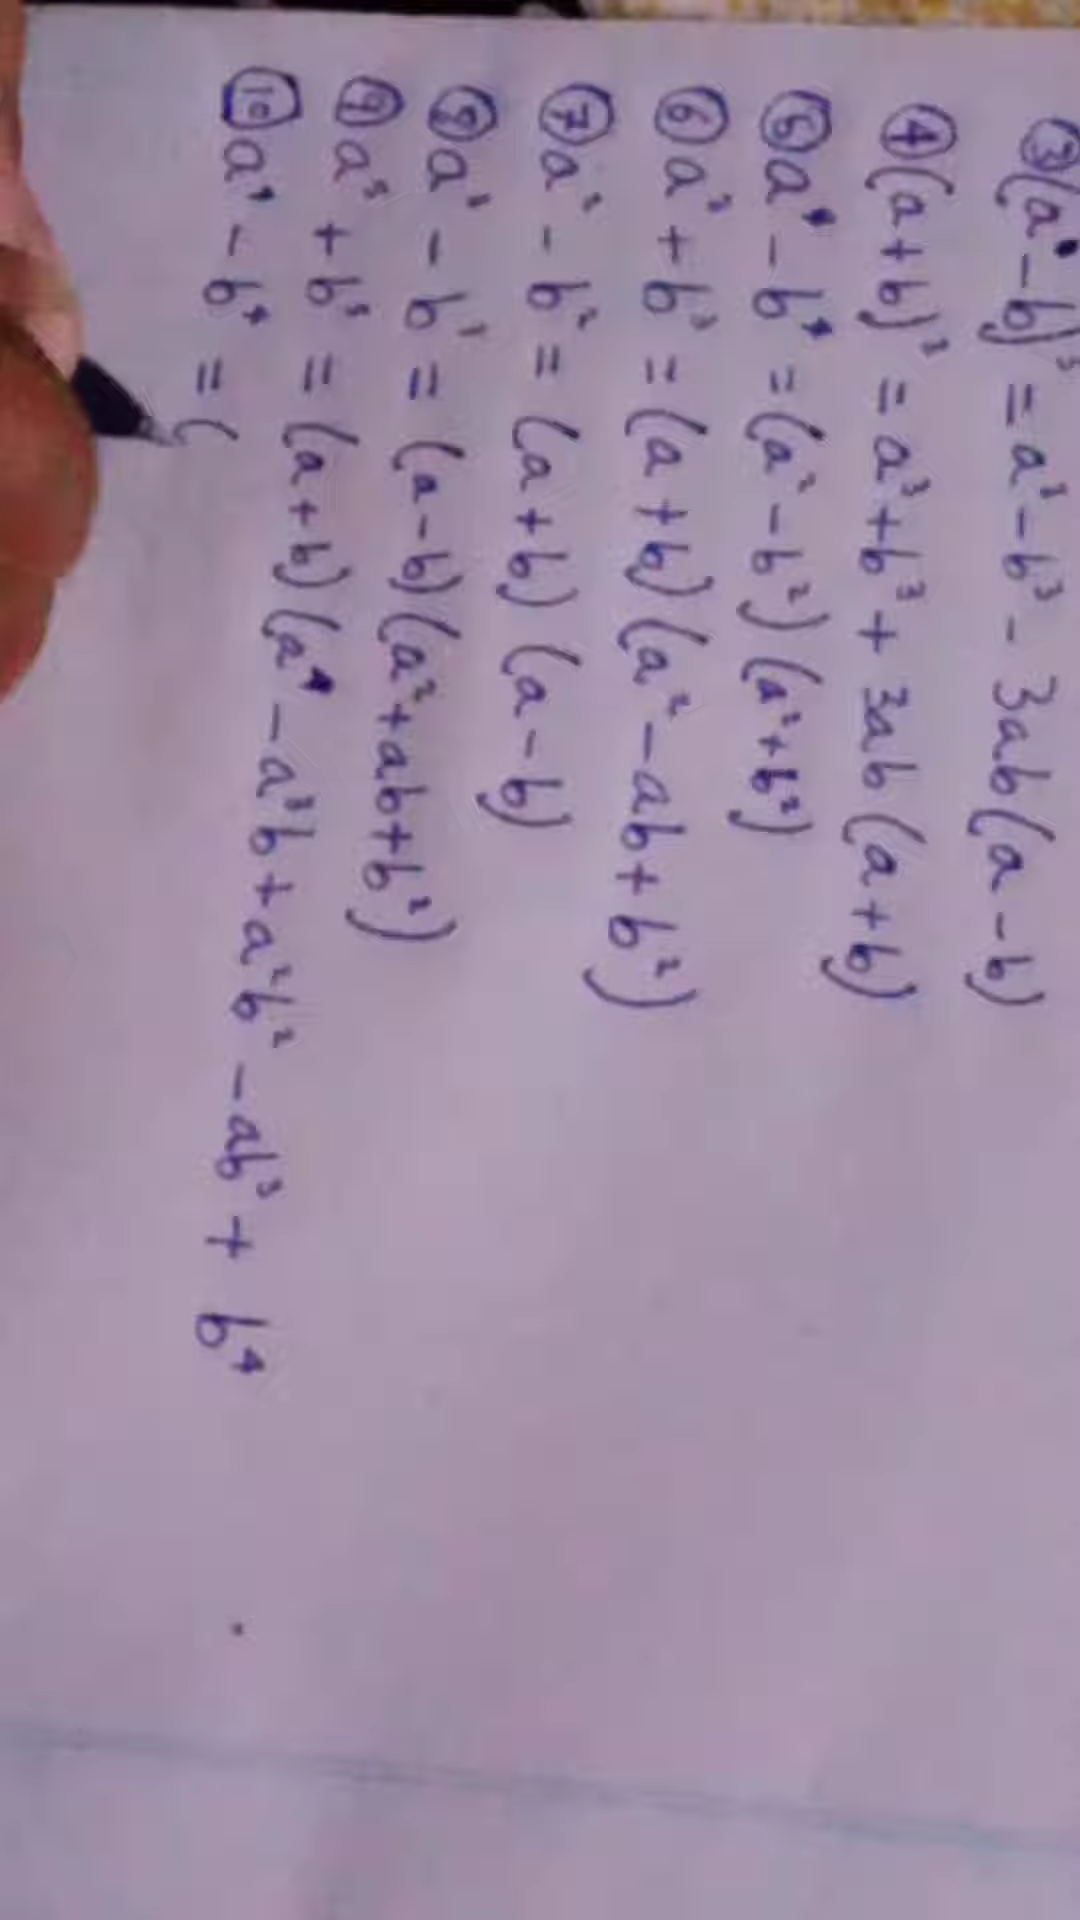 ③ (a - b)³ = a³ - b³ - 3ab(a - b)
④ (a + b)³ = a³ + b³ + 3ab(a + b)
⑤ a⁴ - b⁴ = (a² - b²) (a² + b²)
⑥ a³ + b³ = (a + b) (a² - ab + b²)
⑦ a² - b² = (a + b) (a - b)
⑧ a³ - b³ = (a - b) (a² + ab + b²)
⑨ a⁵ + b⁵ = (a + b) (a⁴ - a³b + a²b² - ab³ + b⁴
⑩ a⁴ - b⁴ = (